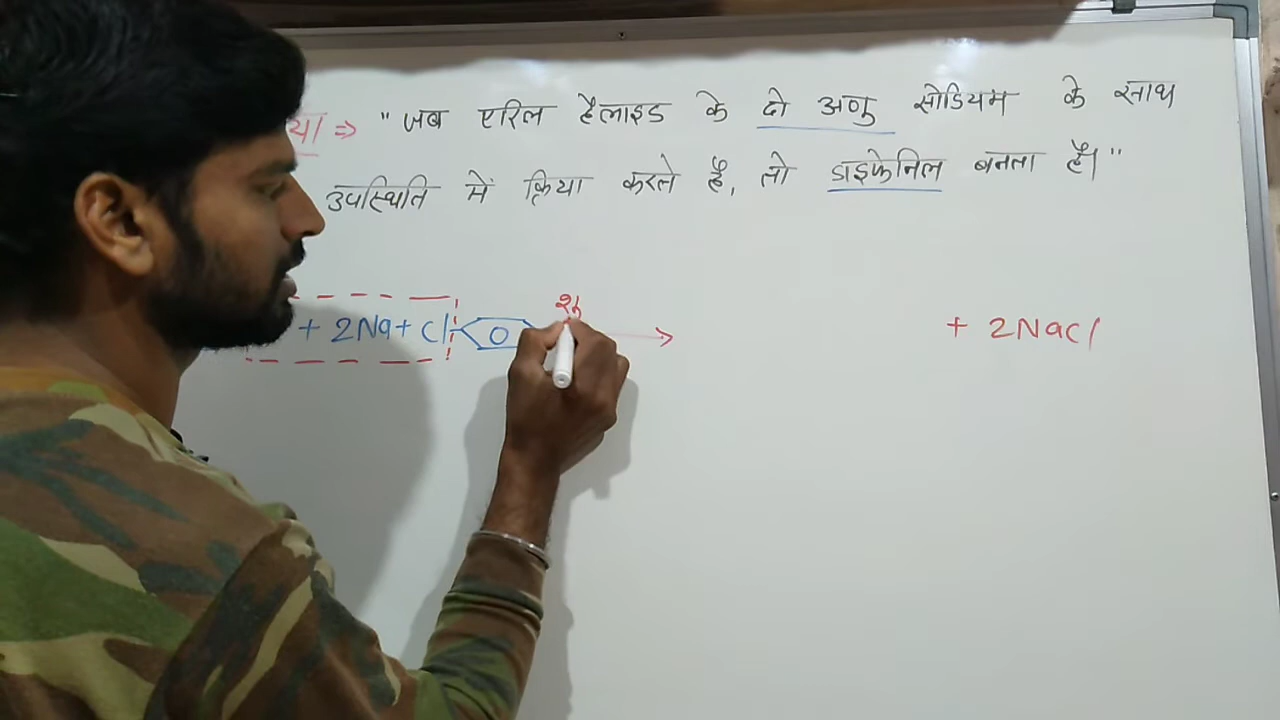 या ⇒ "जब एरिल हैलाइड के दो अणु सोडियम के साथ
उपस्थिति में क्रिया करते है, तो डाइफेनिल बनता है।"
+ 2Na + Cl शु → + 2NaCl